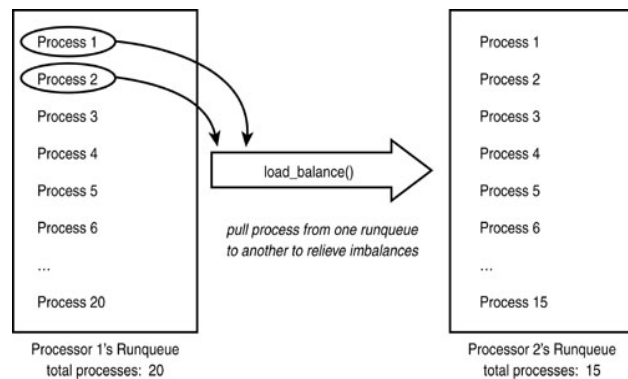 Process 1
Process 2
Process 3
Process 4
Process 5
Process 6
...
Process 20
Processor 1's Runqueue
total processes: 20
load_balance()
pull process from one runqueue
to another to relieve imbalances
Process 1
Process 2
Process 3
Process 4
Process 5
Process 6
...
Process 15
Processor 2's Runqueue
total processes: 15